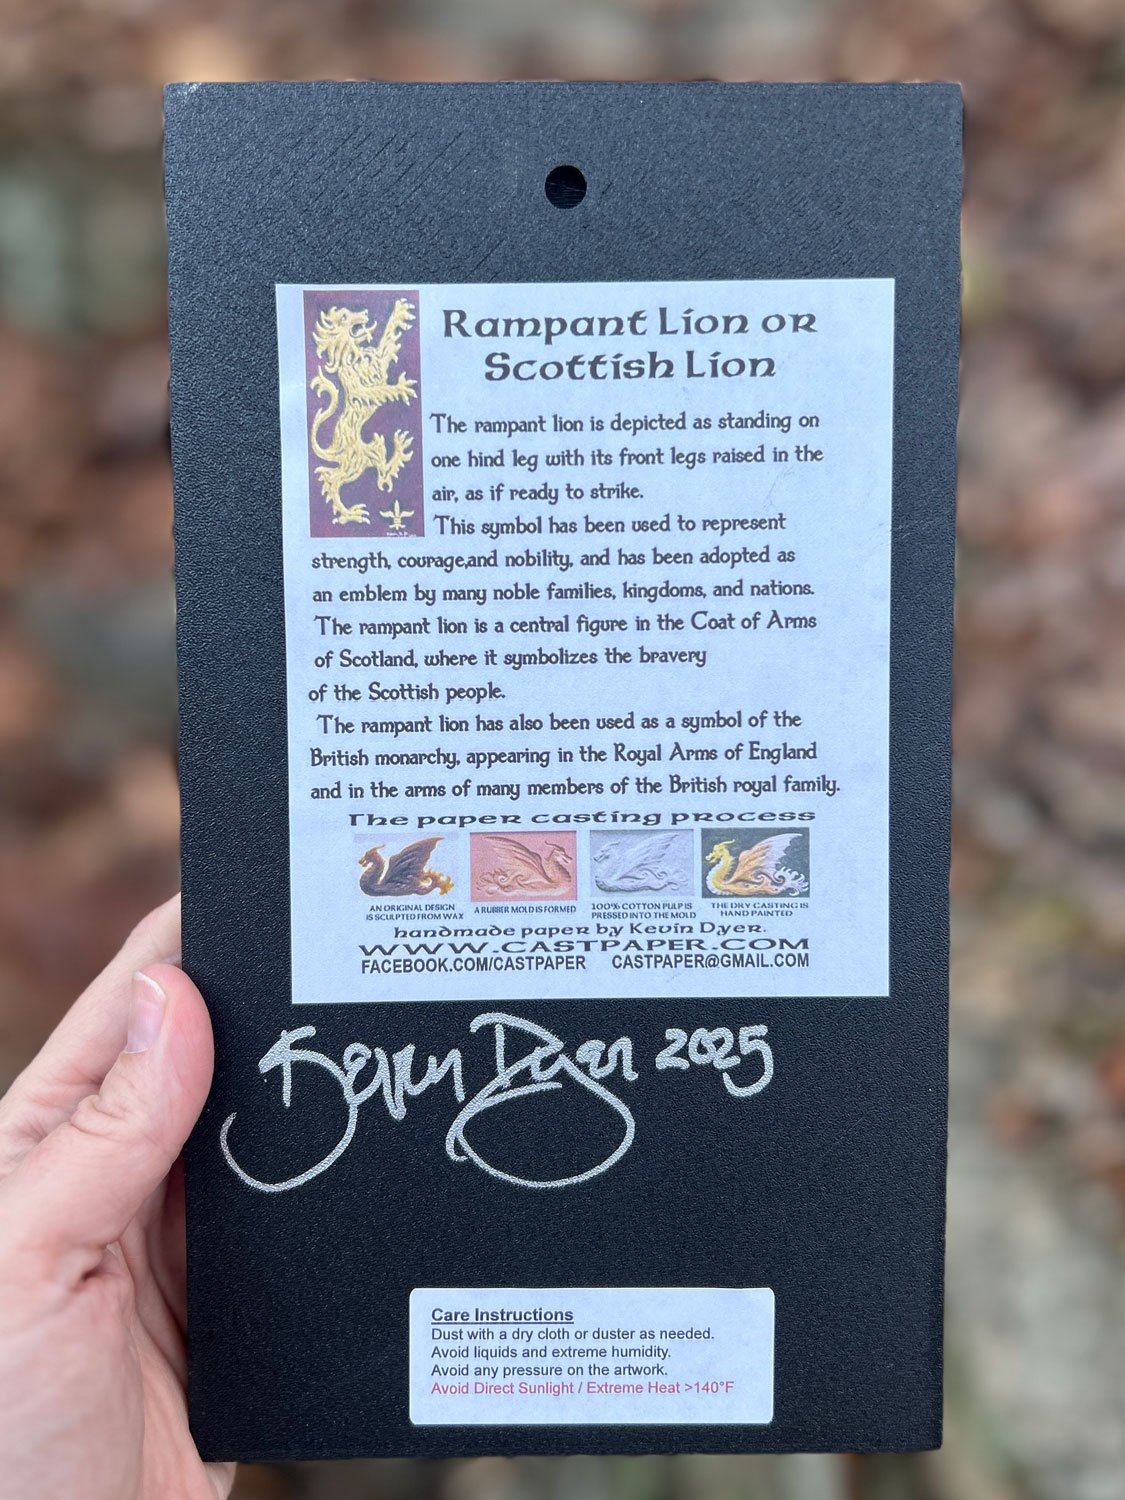 Rampant Lion or
Scottish Lion
The rampant lion is depicted as standing on
one hind leg with its front legs raised in the
air, as if ready to strike.
This symbol has been used to represent
strength, courage,and nobility, and has been adopted as
an emblem by many noble families, kingdoms, and nations.
The rampant lion is a central figure in the Coat of Arms
of Scotland, where it symbolizes the bravery
of the Scottish people.
The rampant lion has also been used as a symbol of the
British monarchy, appearing in the Royal Arms of England
and in the arms of many members of the British royal family.
The paper casting process
AN ORIGINAL DESIGN
IS SCULPTED FROM WAX
A RUBBER MOLD IS FORMED
100% COTTON PULP IS
PRESSED INTO THE MOLD
THE DRY CASTING IS
HAND PAINTED
handmade paper by Kevin Dyer.
WWW.CASTPAPER.COM
FACEBOOK.COM/CASTPAPER CASTPAPER@GMAIL.COM
Kevin Dyer 2025
Care Instructions
Dust with a dry cloth or duster as needed.
Avoid liquids and extreme humidity.
Avoid any pressure on the artwork.
Avoid Direct Sunlight / Extreme Heat >140°F